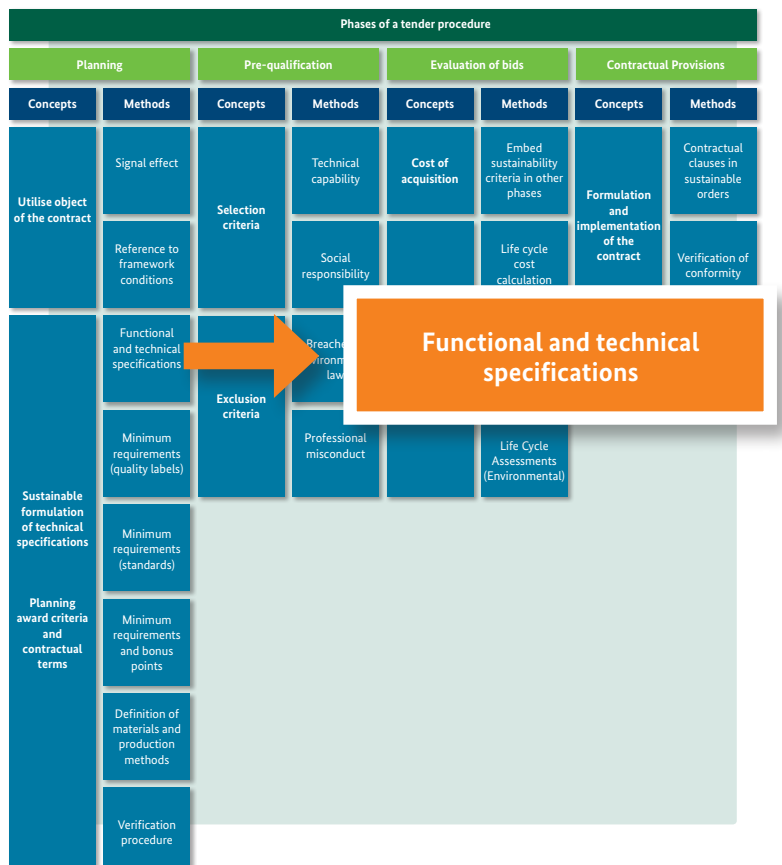 Phases of a tender procedure
Planning
Pre-qualification
Evaluation of bids
Contractual Provisions
Concepts
Methods
Concepts
Methods
Concepts
Methods
Concepts
Methods
Utilise object
of the contract
Signal effect
Reference to
framework
conditions
Sustainable
formulation
of technical
specifications
Planning
award criteria
and
contractual
terms
Functional
and technical
specifications
Minimum
requirements
(quality labels)
Minimum
requirements
(standards)
Minimum
requirements
and bonus
points
Definition of
materials and
production
methods
Verification
procedure
Selection
criteria
Technical
capability
Social
responsibility
Exclusion
criteria
law
Professional
misconduct
Cost of
acquisition
Embed
sustainability
criteria in other
phases
Life cycle
cost
calculation
Life Cycle
Assessments
(Environmental)
Formulation
and
implementation
of the
contract
Contractual
clauses in
sustainable
orders
Verification of
conformity
Functional and technical
specifications